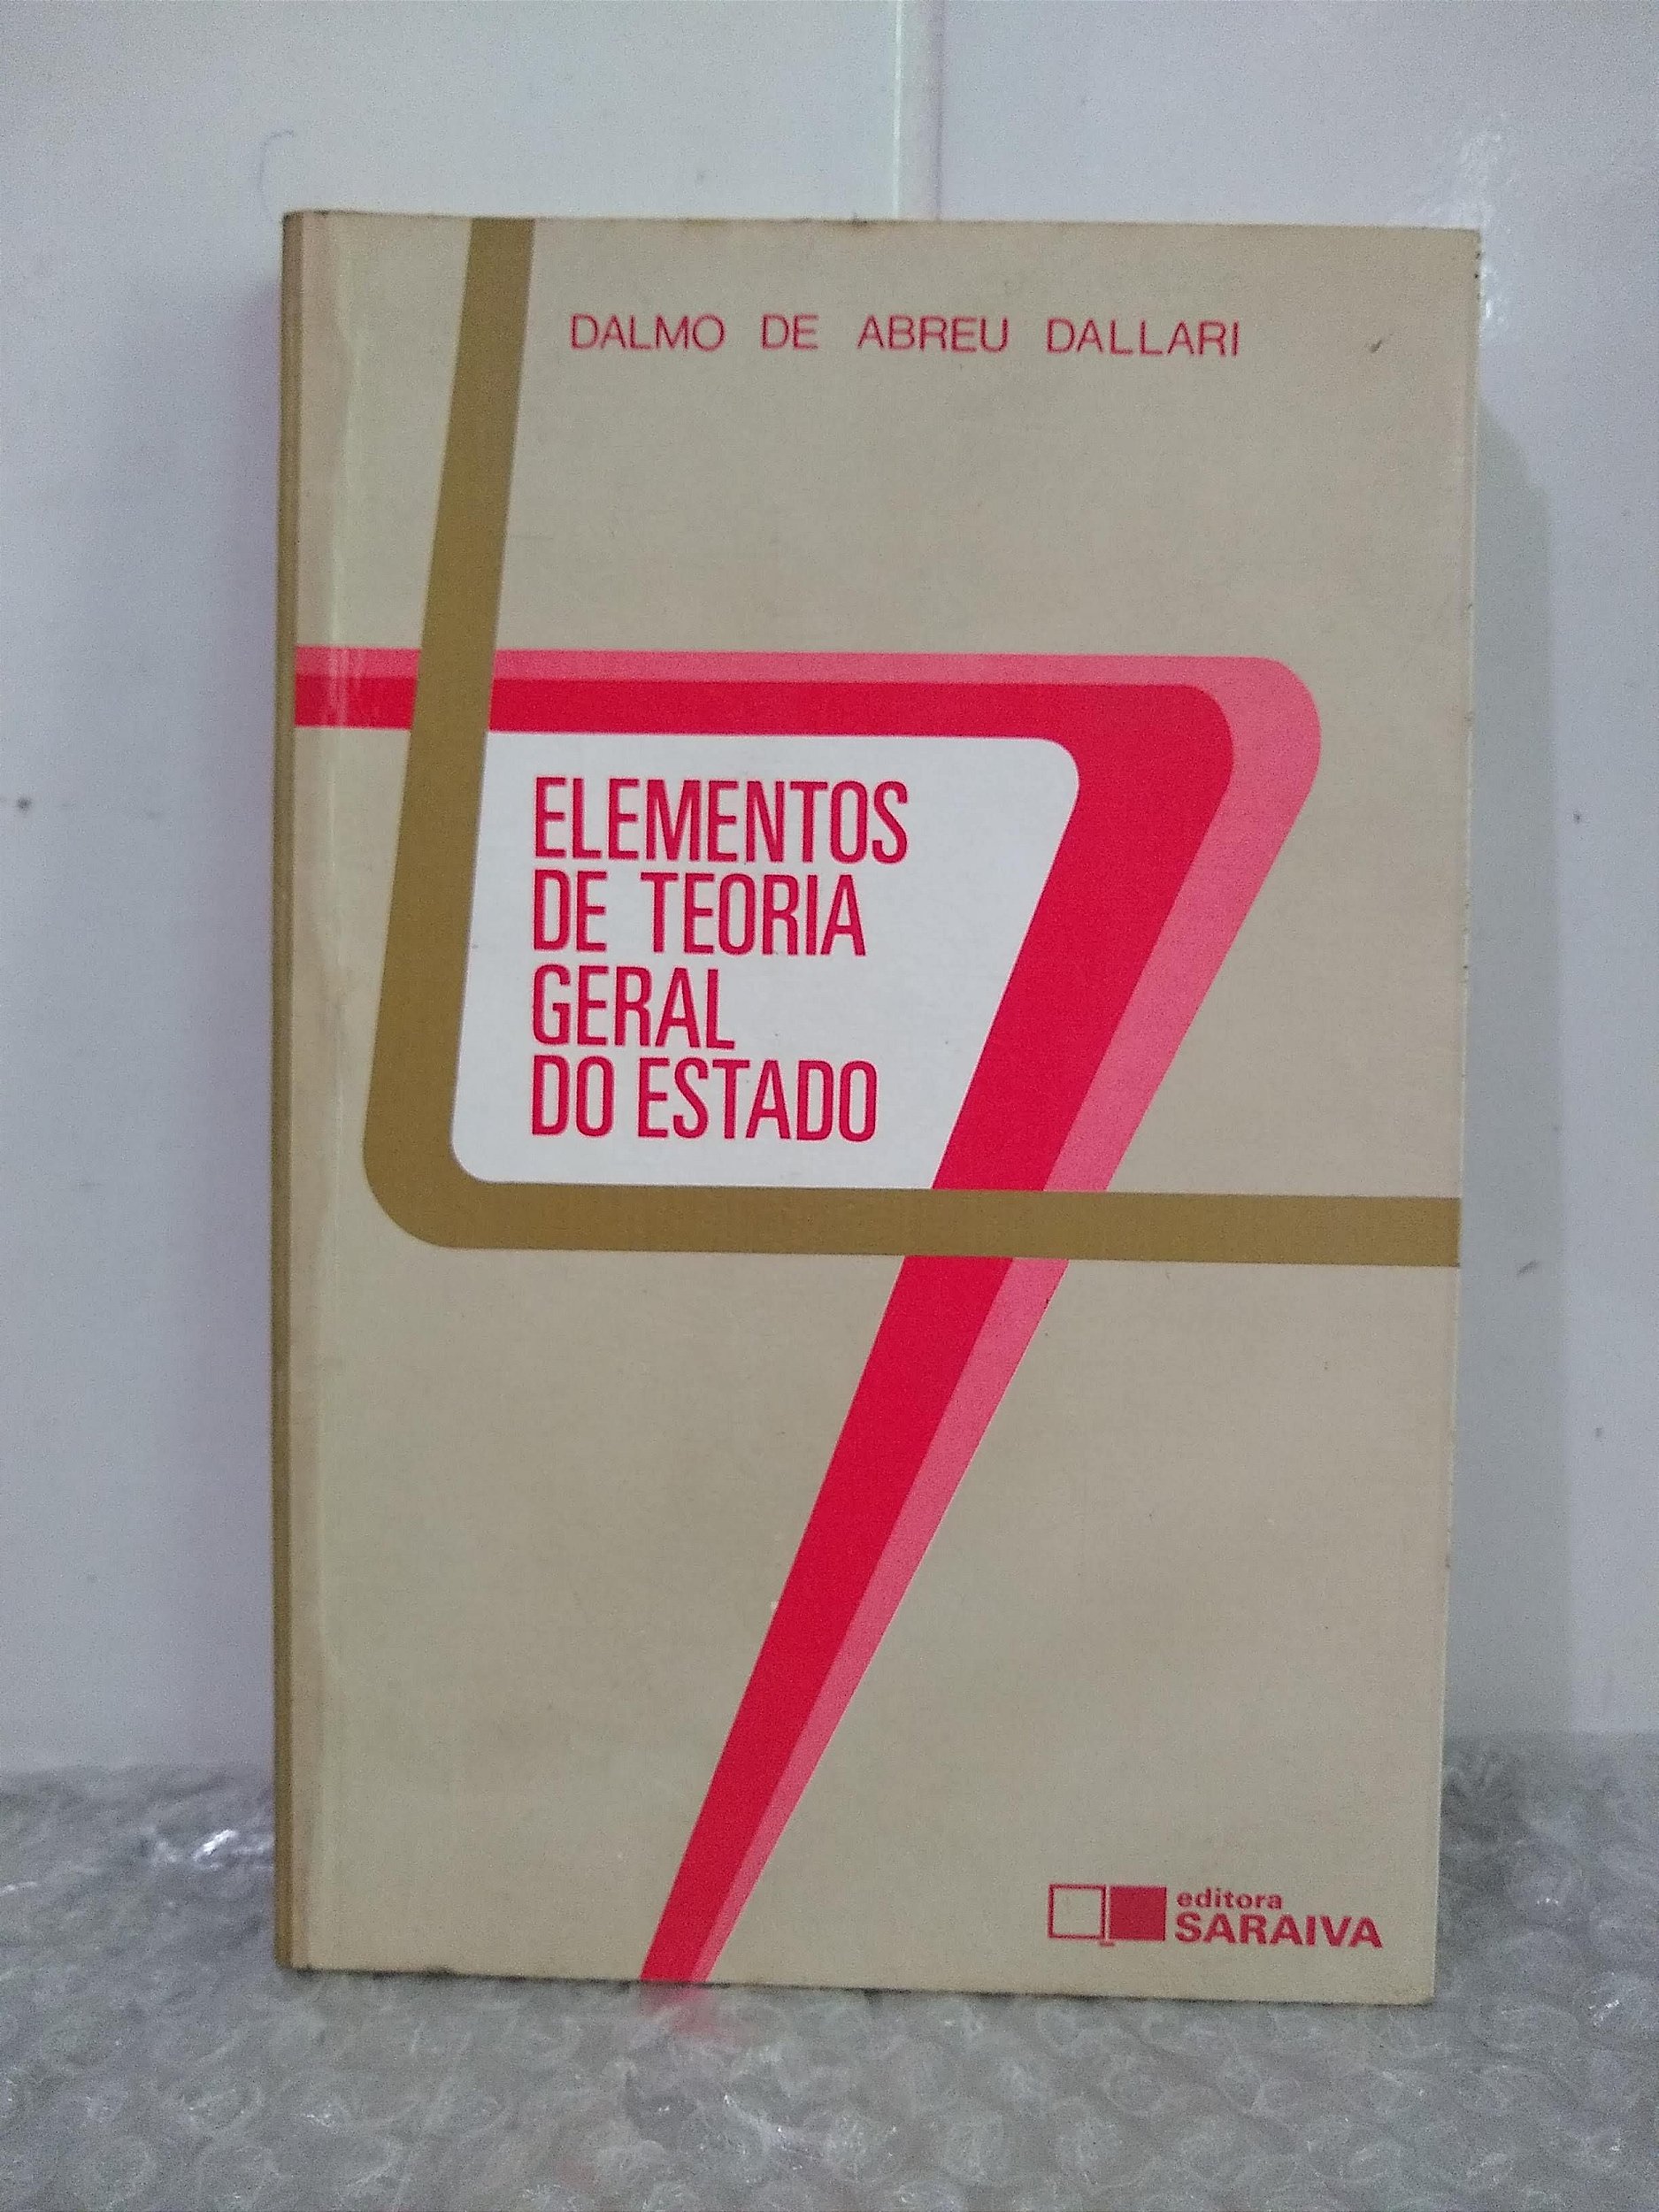 DALMO DE ABREU DALLARI
ELEMENTOS
DE TEORIA
GERAL
DO ESTADO
editora
SARAIVA